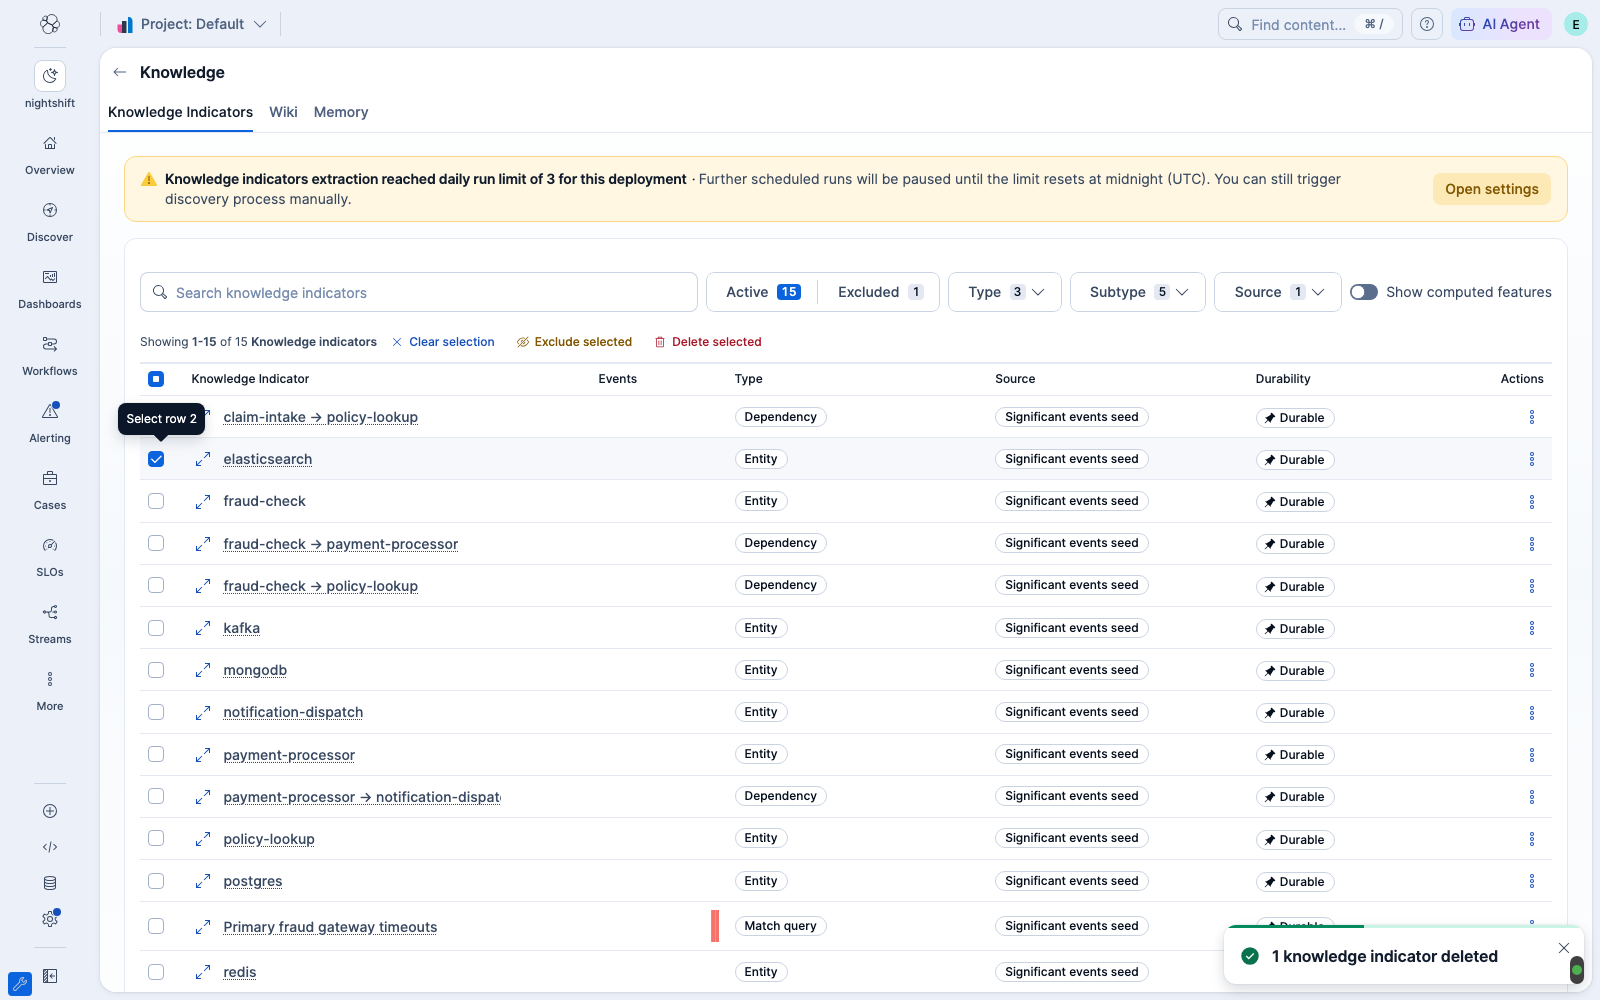 Project: Default
Find content...
⌘ /
AI Agent
E
nightshift
Overview
Discover
Dashboards
Workflows
Alerting
Cases
SLOs
Streams
More
Knowledge
Knowledge Indicators
Wiki
Memory
Knowledge indicators extraction reached daily run limit of 3 for this deployment · Further scheduled runs will be paused until the limit resets at midnight (UTC). You can still trigger
discovery process manually.
Open settings
Search knowledge indicators
Active 15
Excluded 1
Type 3
Subtype 5
Source 1
Show computed features
Showing 1-15 of 15 Knowledge indicators
Clear selection
Exclude selected
Delete selected
Knowledge Indicator Events Type Source Durability Actions
claim-intake → policy-lookup Dependency Significant events seed Durable
Select row 2
elasticsearch Entity Significant events seed Durable
fraud-check Entity Significant events seed Durable
fraud-check → payment-processor Dependency Significant events seed Durable
fraud-check → policy-lookup Dependency Significant events seed Durable
kafka Entity Significant events seed Durable
mongodb Entity Significant events seed Durable
notification-dispatch Entity Significant events seed Durable
payment-processor Entity Significant events seed Durable
payment-processor → notification-dispat Dependency Significant events seed Durable
policy-lookup Entity Significant events seed Durable
postgres Entity Significant events seed Durable
Primary fraud gateway timeouts Match query Significant events seed
redis Entity Significant events seed
1 knowledge indicator deleted